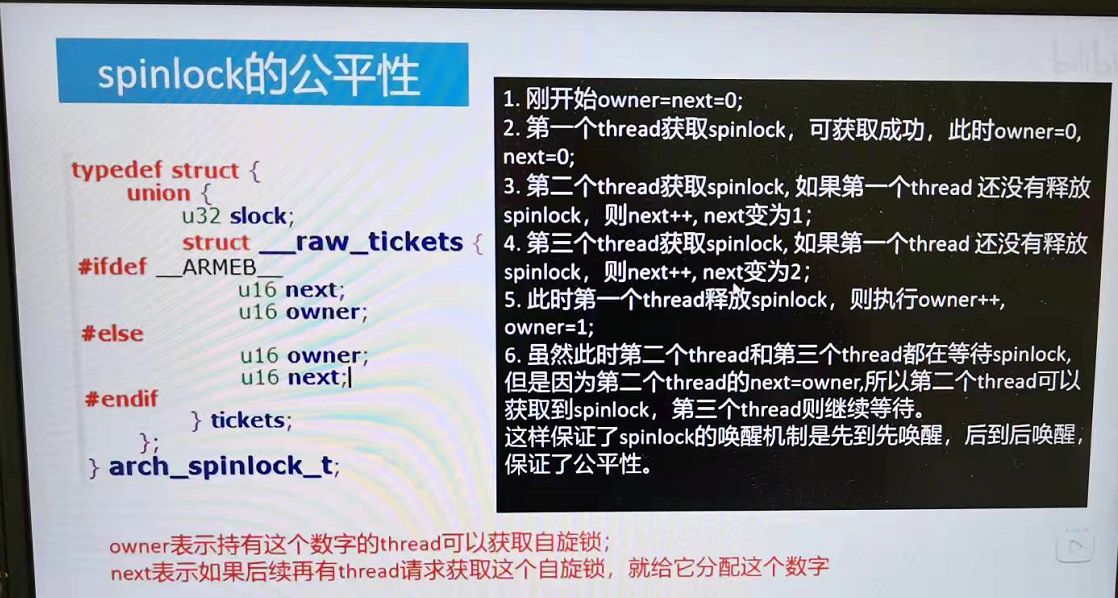 spinlock的公平性
typedef struct {
union {
u32 slock;
struct __raw_tickets {
#ifdef __ARMEB__
u16 next;
u16 owner;
#else
u16 owner;
u16 next;
#endif
} tickets;
};
} arch_spinlock_t;
1. 刚开始owner=next=0;
2. 第一个thread获取spinlock，可获取成功，此时owner=0,
next=0;
3. 第二个thread获取spinlock, 如果第一个thread 还没有释放
spinlock，则next++, next变为1;
4. 第三个thread获取spinlock, 如果第一个thread 还没有释放
spinlock，则next++, next变为2;
5. 此时第一个thread释放spinlock，则执行owner++,
owner=1;
6. 虽然此时第二个thread和第三个thread都在等待spinlock,
但是因为第二个thread的next=owner,所以第二个thread可以
获取到spinlock，第三个thread则继续等待。
这样保证了spinlock的唤醒机制是先到先唤醒，后到后唤醒，
保证了公平性。
owner表示持有这个数字的thread可以获取自旋锁;
next表示如果后续再有thread请求获取这个自旋锁，就给它分配这个数字